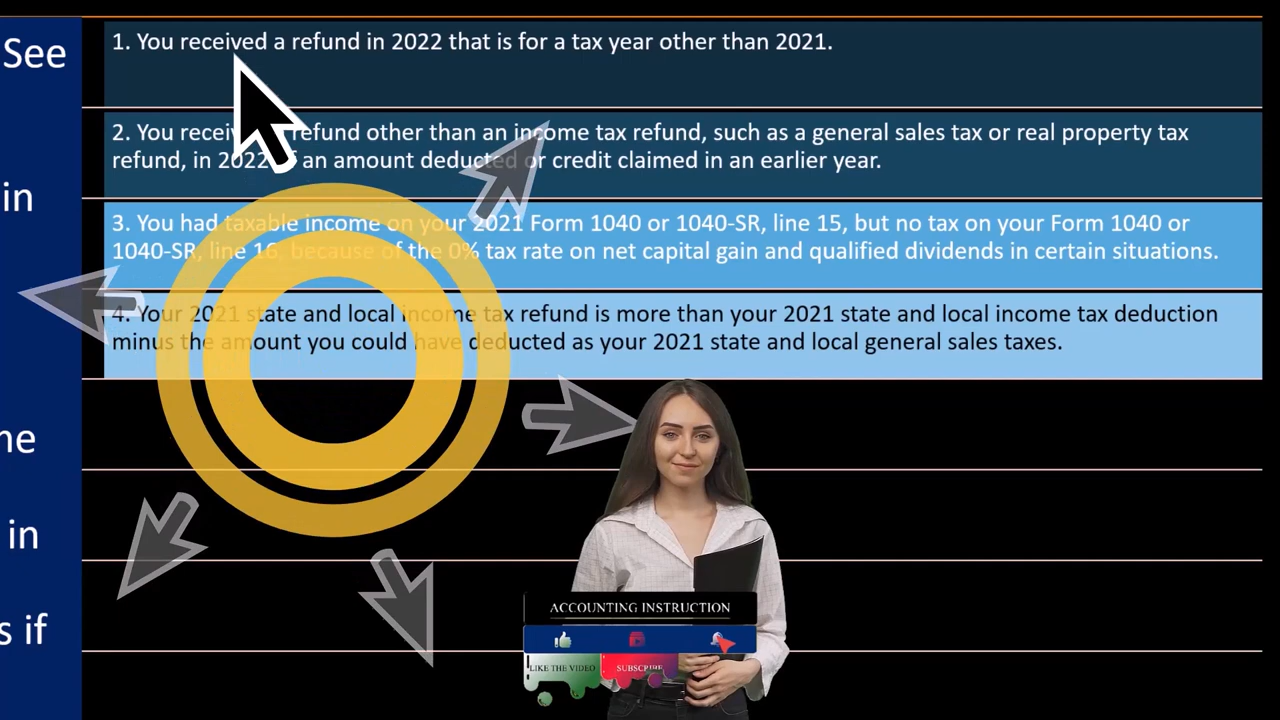 See
in
ne
in
s if
1. You received a refund in 2022 that is for a tax year other than 2021.
2. You receiv refund other than an income tax refund, such as a general sales tax or real property tax
refund, in 2022 an amount deducted or credit claimed in an earlier year.
3. You had taxable income on your 2021 Form 1040 or 1040-SR, line 15, but no tax on your Form 1040 or
1040-SR, line 16, because of the 0% tax rate on net capital gain and qualified dividends in certain situations.
4. Your 2021 state and local income tax refund is more than your 2021 state and local income tax deduction
minus the amount you could have deducted as your 2021 state and local general sales taxes.
ACCOUNTING INSTRUCTION
LIKE THE VIDEO SUBSCRIBE